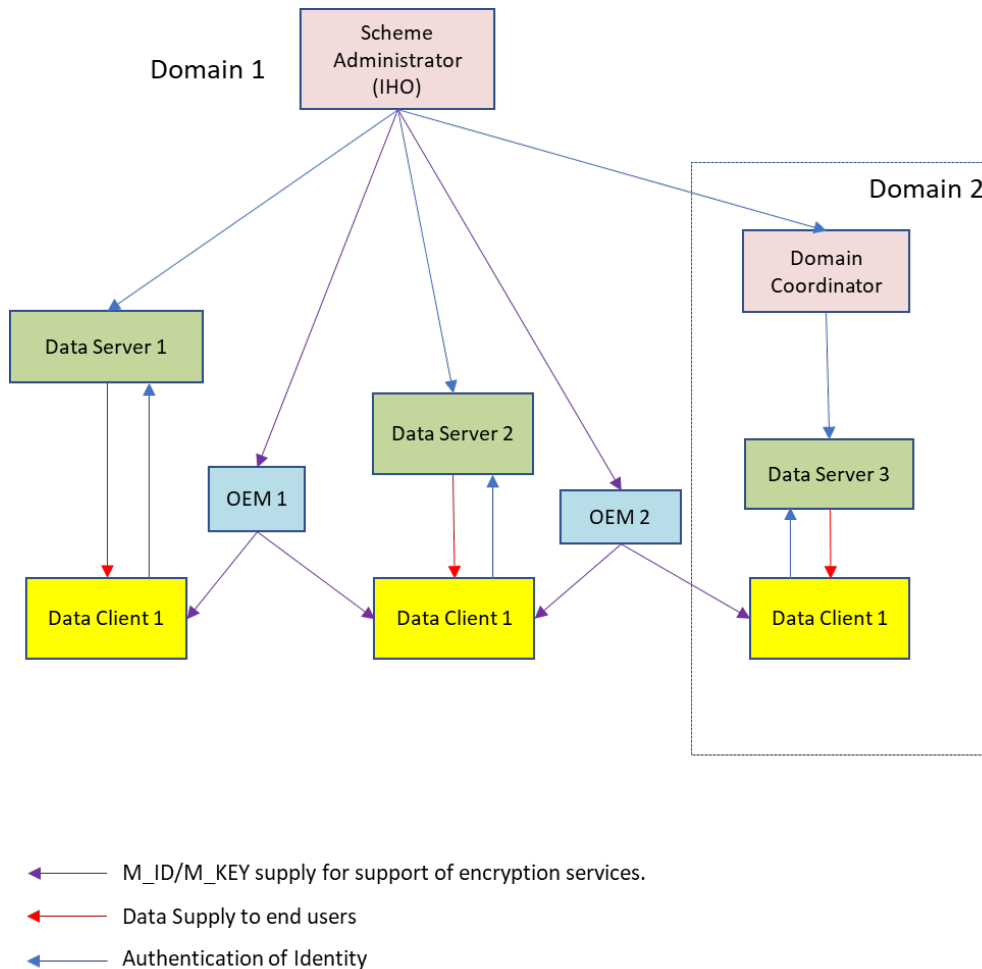 Scheme
Administrator
(IHO)
Domain 1
Domain 2
Domain
Coordinator
Data Server 1
Data Server 2
Data Server 3
OEM 1
OEM 2
Data Client 1
Data Client 1
Data Client 1
M_ID/M_KEY supply for support of encryption services.
Data Supply to end users
Authentication of Identity